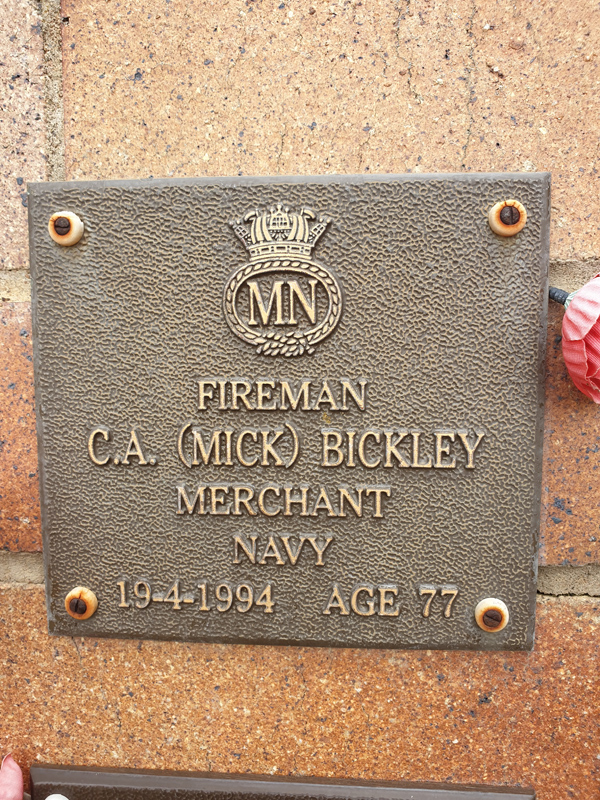 MN
FIREMAN
C.A. (MICK) BICKLEY
MERCHANT
NAVY
19-4-1994 AGE 77